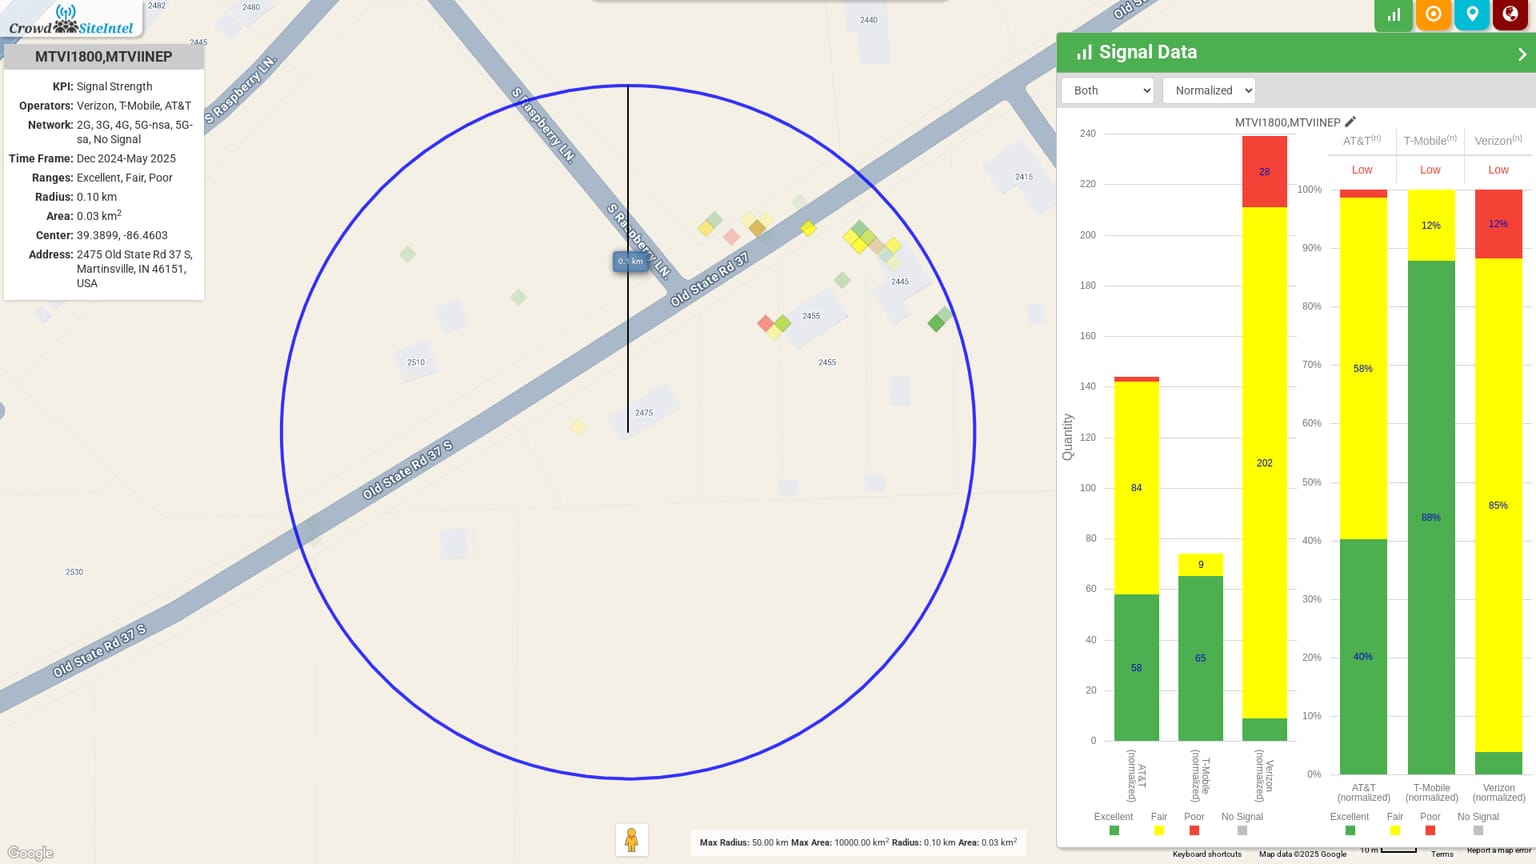 Crowd SiteIntel
2482
2480
2440
2445
Old St
MTVI1800,MTVIINEP
KPI: Signal Strength
Operators: Verizon, T-Mobile, AT&T
Network: 2G, 3G, 4G, 5G-nsa, 5G-
sa, No Signal
Time Frame: Dec 2024-May 2025
Ranges: Excellent, Fair, Poor
Radius: 0.10 km
Area: 0.03 km²
Center: 39.3899, -86.4603
Address: 2475 Old State Rd 37 S,
Martinsville, IN 46151,
USA
S Raspberry LN.
S Raspberry LN.
S Raspberry LN.
Old State Rd 37
0.1 km
2415
2445
2455
2455
2510
2475
Old State Rd 37 S
2530
Old State Rd 37 S
Signal Data
Both
Normalized
MTVI1800,MTVIINEP
240
220
200
180
160
140
120
100
80
60
40
20
0
Quantity
58
84
65
9
202
28
AT&T
(normalized)
T-Mobile
(normalized)
Verizon
(normalized)
Excellent
Fair
Poor
No Signal
AT&T(n)
T-Mobile(n)
Verizon(n)
Low
Low
Low
100%
90%
80%
70%
60%
50%
40%
30%
20%
10%
0%
58%
40%
12%
88%
12%
85%
AT&T
(normalized)
T-Mobile
(normalized)
Verizon
(normalized)
Excellent
Fair
Poor
No Signal
Google
Max Radius: 50.00 km Max Area: 10000.00 km² Radius: 0.10 km Area: 0.03 km²
Keyboard shortcuts
Map data ©2025 Google
10 m
Terms
Report a map error